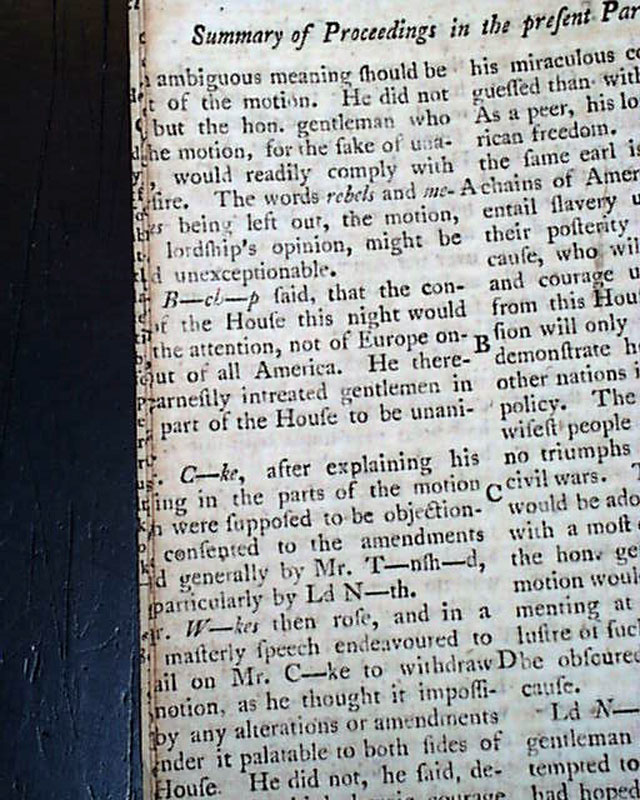 Summary of Proceedings in the preſent Par
ambiguous meaning ſhould be
of the motion. He did not
but the hon. gentleman who
he motion, for the ſake of una-
would readily comply with
ſire. The words rebels and me-
being left out, the motion,
lordſhip's opinion, might be
d unexceptionable.
B—ch—p ſaid, that the con-
of the Houſe this night would
the attention, not of Europe on-
ut of all America. He there-
arneſtly intreated gentlemen in
part of the Houſe to be unani-
C—ke, after explaining his
ing in the parts of the motion
were ſuppoſed to be objection-
conſented to the amendments
d generally by Mr. T—nſh—d,
particularly by Ld N—th.
r. W—kes then roſe, and in a
maſterly ſpeech endeavoured to
ail on Mr. C—ke to withdraw
notion, as he thought it impoſſi-
by any alterations or amendments
nder it palatable to both ſides of
Houſe. He did not, he ſaid, de-
courage
A
B
C
D
his miraculous co
gueſſed than with
As a peer, his lo
rican freedom.
the ſame earl is
chains of Amer
entail ſlavery u
their poſterity
cauſe, who wil
and courage u
from this Hou
ſion will only
demonſtrate h
other nations i
policy. The
wiſeſt people
no triumphs
civil wars. T
would be ado
with a moſt
the hon. ge
motion woul
menting at
luſtre of ſuc
be obſcured
cauſe.
Ld N—
gentleman
tempted to
had hoped